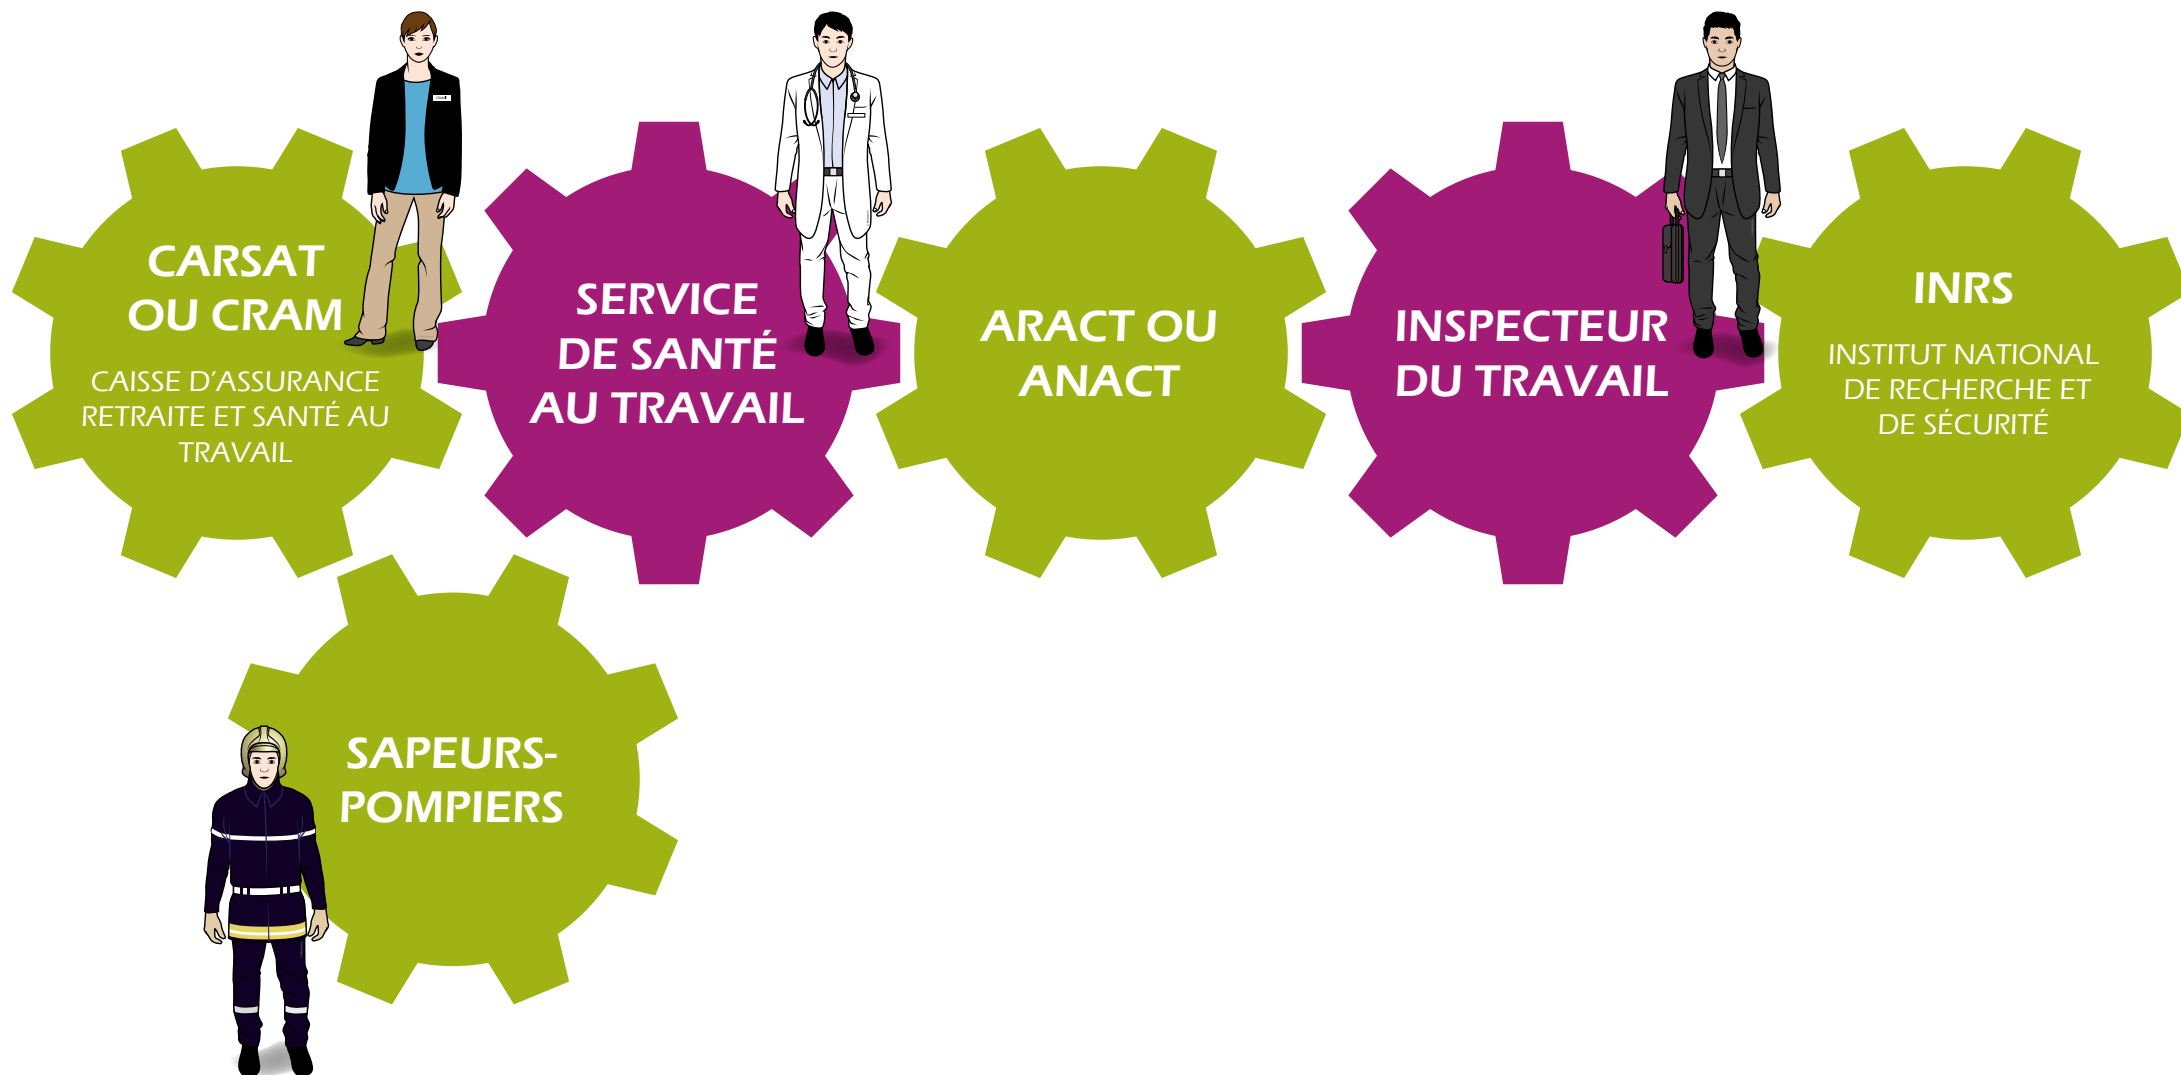 CARSAT
OU CRAM
CAISSE D'ASSURANCE
RETRAITE ET SANTÉ AU
TRAVAIL
SERVICE
DE SANTÉ
AU TRAVAIL
ARACT OU
ANACT
INSPECTEUR
DU TRAVAIL
INRS
INSTITUT NATIONAL
DE RECHERCHE ET
DE SÉCURITÉ
SAPEURS-
POMPIERS